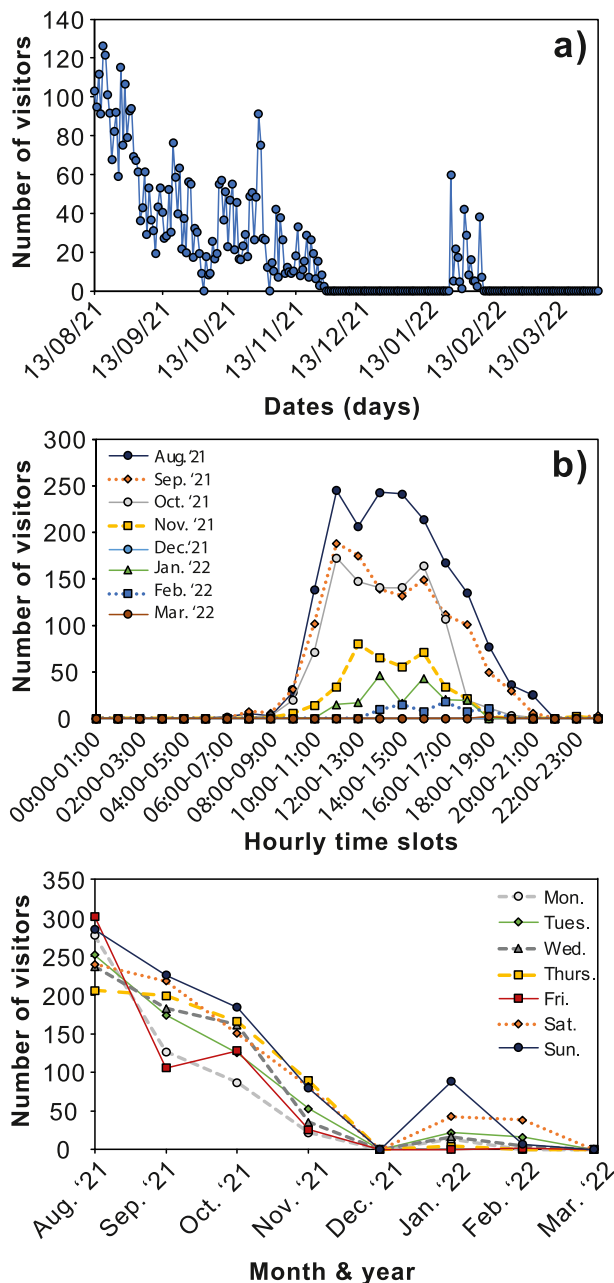 a)
Number of visitors
140
120
100
80
60
40
20
0
13/08/21
13/09/21
13/10/21
13/11/21
13/12/21
13/01/22
13/02/22
13/03/22
Dates (days)
b)
Number of visitors
300
250
200
150
100
50
0
Aug.'21
Sep. '21
Oct. '21
Nov. '21
Dec.'21
Jan. '22
Feb. '22
Mar. '22
00:00-01:00
02:00-03:00
04:00-05:00
06:00-07:00
08:00-09:00
10:00-11:00
12:00-13:00
14:00-15:00
16:00-17:00
18:00-19:00
20:00-21:00
22:00-23:00
Hourly time slots
Number of visitors
350
300
250
200
150
100
50
0
Mon.
Tues.
Wed.
Thurs.
Fri.
Sat.
Sun.
Aug. '21
Sep. '21
Oct. '21
Nov. '21
Dec. '21
Jan. '22
Feb. '22
Mar. '22
Month & year